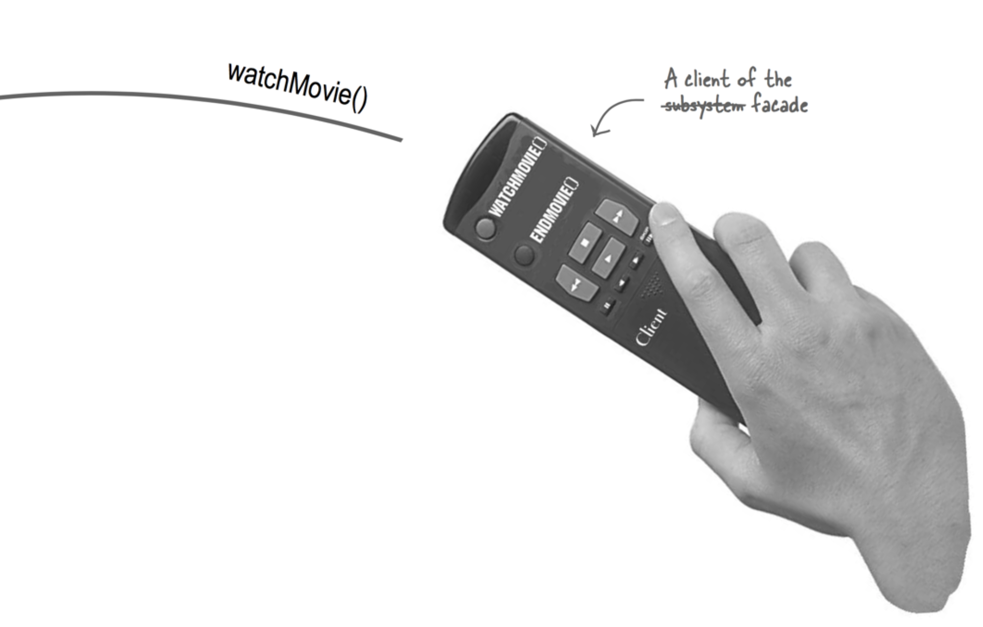 watchMovie()
A client of the
subsystem facade
WATCHMOVIE()
ENDMOVIE()
Client